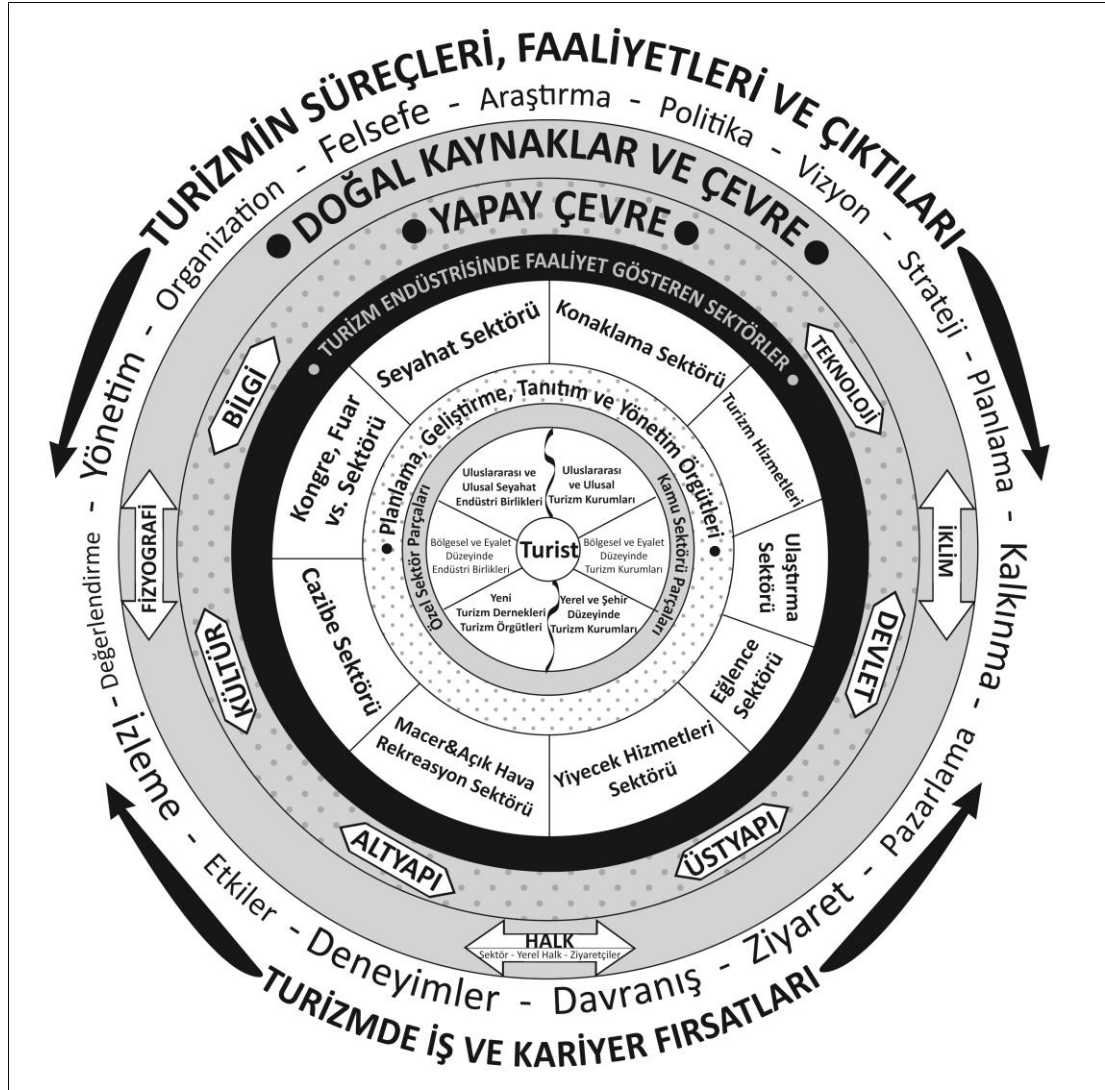 TURİZMİN SÜREÇLERİ, FAALİYETLERİ VE ÇIKTILARI
Organization - Felsefe - Araştırma - Politika - Vizyon - Strateji - Planlama - Kalkınma - Pazarlama - Ziyaret - Davranış - Deneyimler - Etkiler - İzleme - Değerlendirme - Yönetim -
DOĞAL KAYNAKLAR VE ÇEVRE
YAPAY ÇEVRE
TURİZM ENDÜSTRİSİNDE FAALİYET GÖSTEREN SEKTÖRLER
BİLGİ
TEKNOLOJİ
FİZYOGRAFİ
İKLİM
KÜLTÜR
DEVLET
ALTYAPI
ÜSTYAPI
HALK
Sektör - Yerel Halk - Ziyaretçiler
Seyahat Sektörü
Konaklama Sektörü
Turizm Hizmetleri
Ulaştırma
Sektörü
Eğlence
Sektörü
Yiyecek Hizmetleri
Sektörü
Macer&Açık Hava
Rekreasyon Sektörü
Cazibe Sektörü
Kongre, Fuar
vs. Sektörü
Planlama, Geliştirme, Tanıtım ve Yönetim Örgütleri
Özel Sektör Parçaları
Kamu Sektörü Parçaları
Uluslararası ve
Ulusal Seyahat
Endüstri Birlikleri
Uluslararası
ve Ulusal
Turizm Kurumları
Bölgesel ve Eyalet
Düzeyinde
Endüstri Birlikleri
Turist
Bölgesel ve Eyalet
Düzeyinde
Turizm Kurumları
Yeni
Turizm Dernekleri
Turizm Örgütleri
Yerel ve Şehir
Düzeyinde
Turizm Kurumları
TURİZMDE İŞ VE KARİYER FIRSATLARI